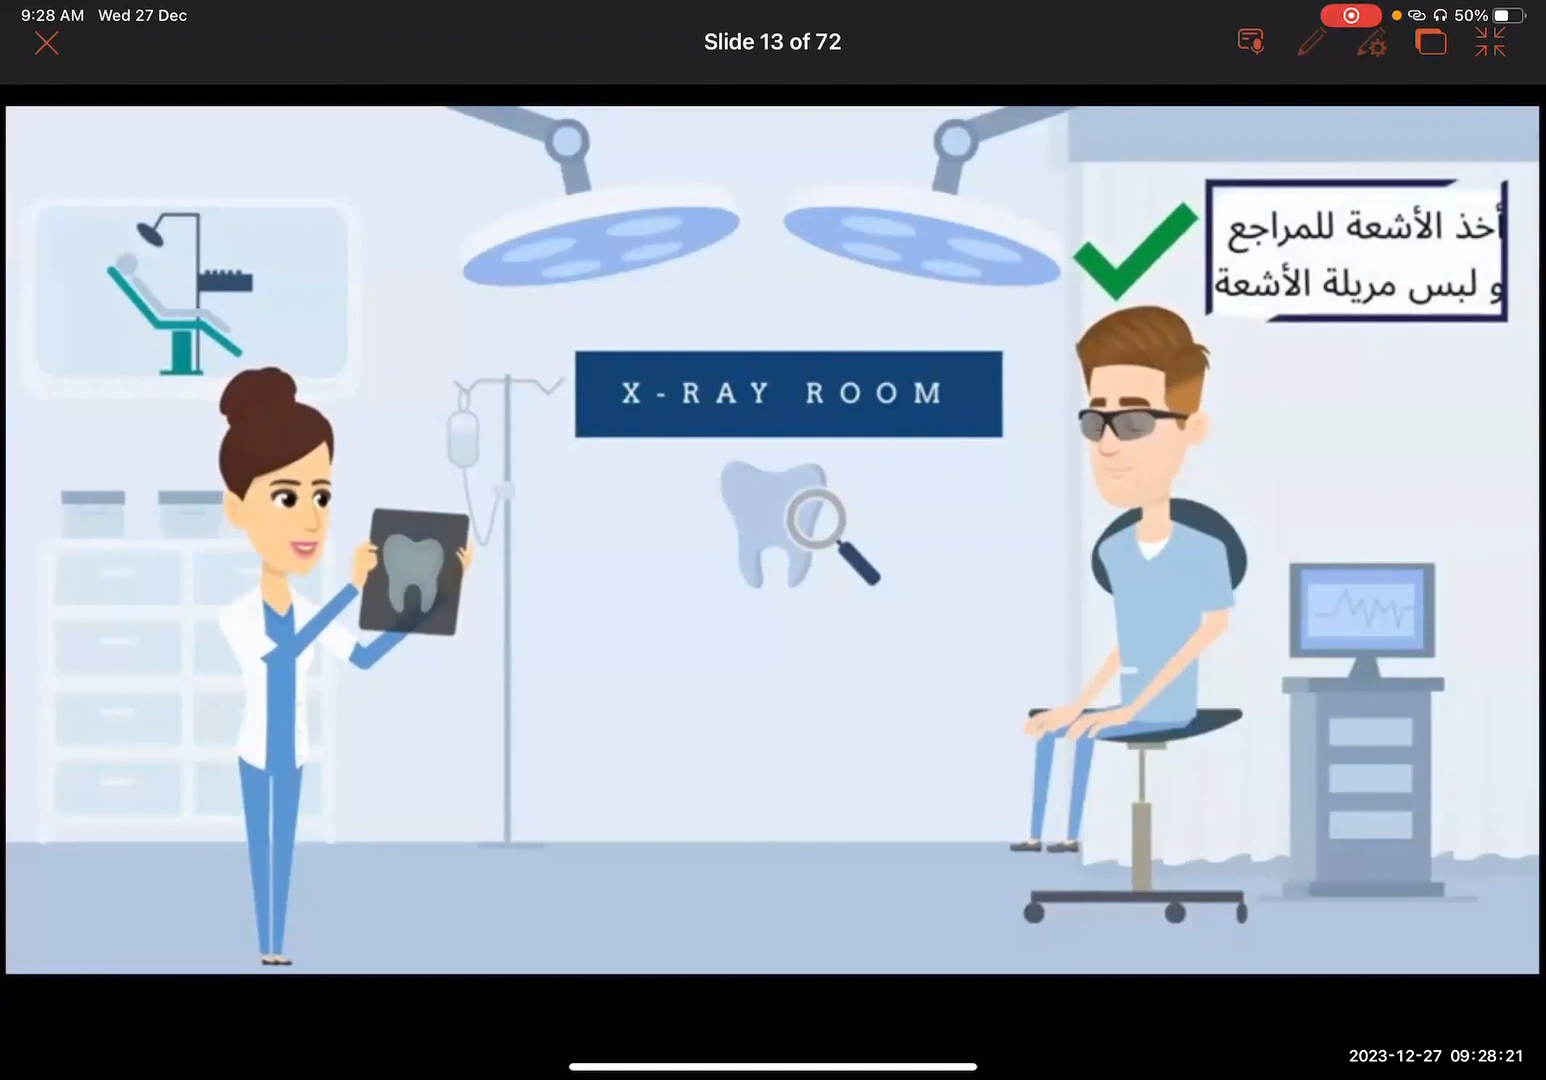 9:28 AM Wed 27 Dec
50%
Slide 13 of 72
أخذ الأشعة للمراجع
و لبس مريلة الأشعة
X-RAY ROOM
2023-12-27 09:28:21